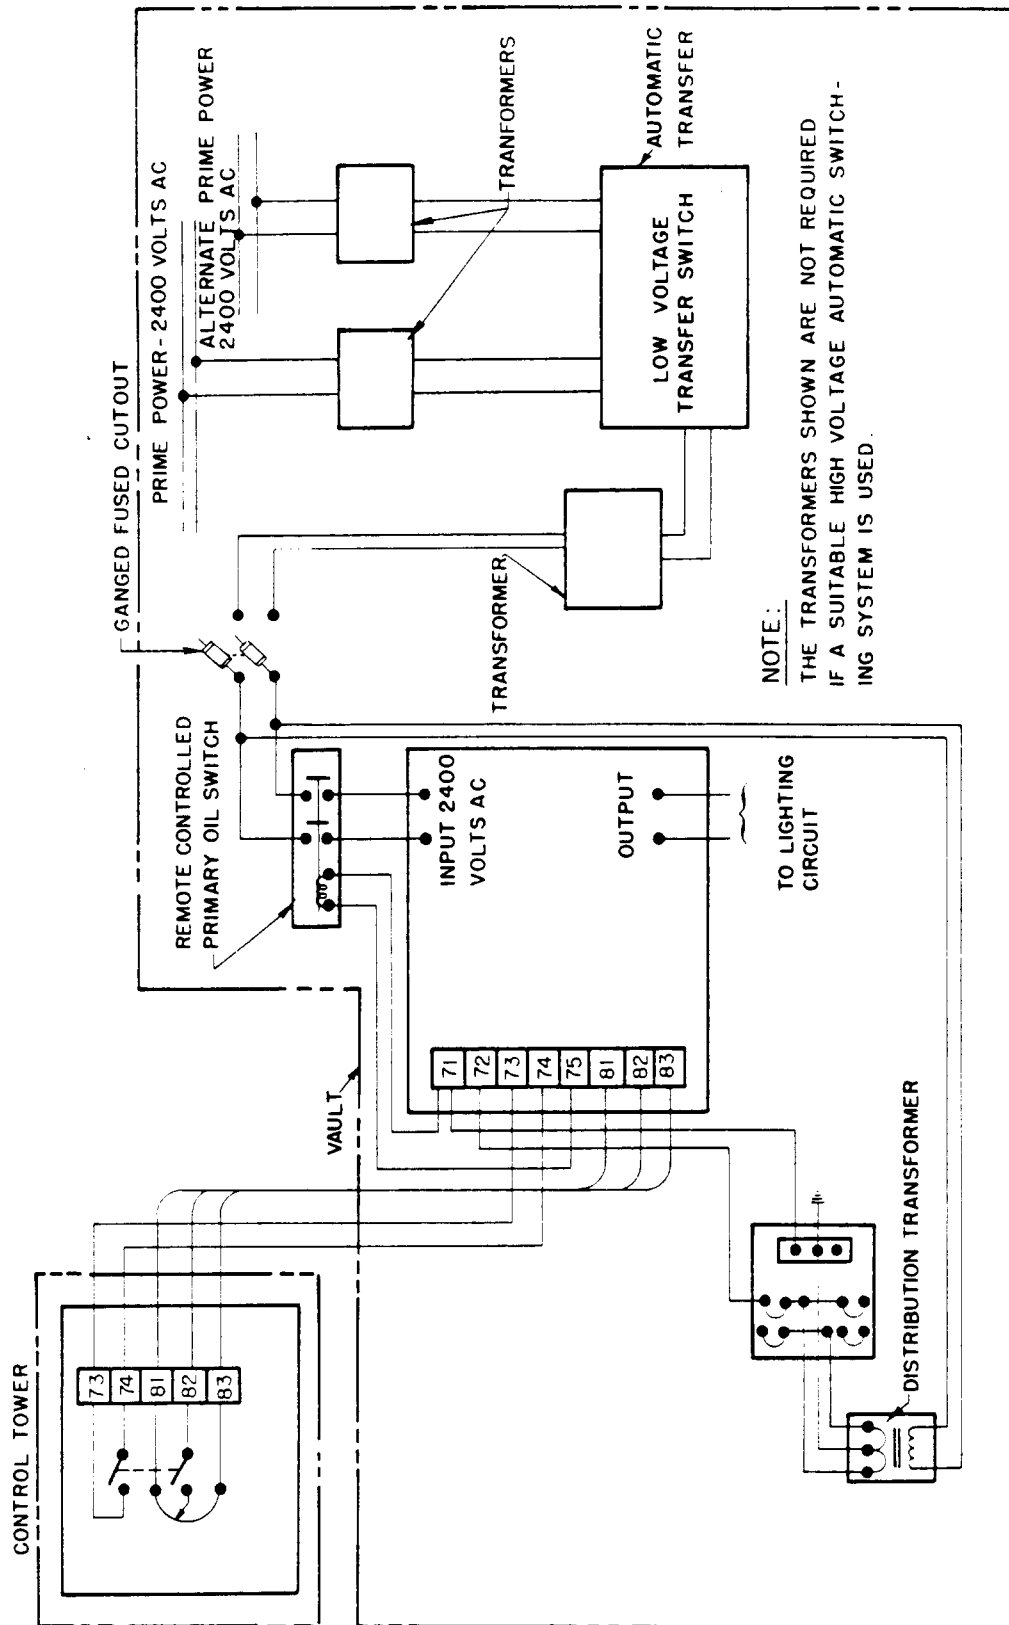 CONTROL TOWER
73
74
81
82
83
VAULT
REMOTE CONTROLLED
PRIMARY OIL SWITCH
GANGED FUSED CUTOUT
PRIME POWER-2400 VOLTS AC
ALTERNATE PRIME POWER
2400 VOLTS AC
TRANFORMERS
AUTOMATIC
TRANSFER
LOW VOLTAGE
TRANSFER SWITCH
TRANSFORMER
INPUT 2400
VOLTS AC
OUTPUT
TO LIGHTING
CIRCUIT
71
72
73
74
75
81
82
83
DISTRIBUTION TRANSFORMER
NOTE:
THE TRANSFORMERS SHOWN ARE NOT REQUIRED
IF A SUITABLE HIGH VOLTAGE AUTOMATIC SWITCH-
ING SYSTEM IS USED.